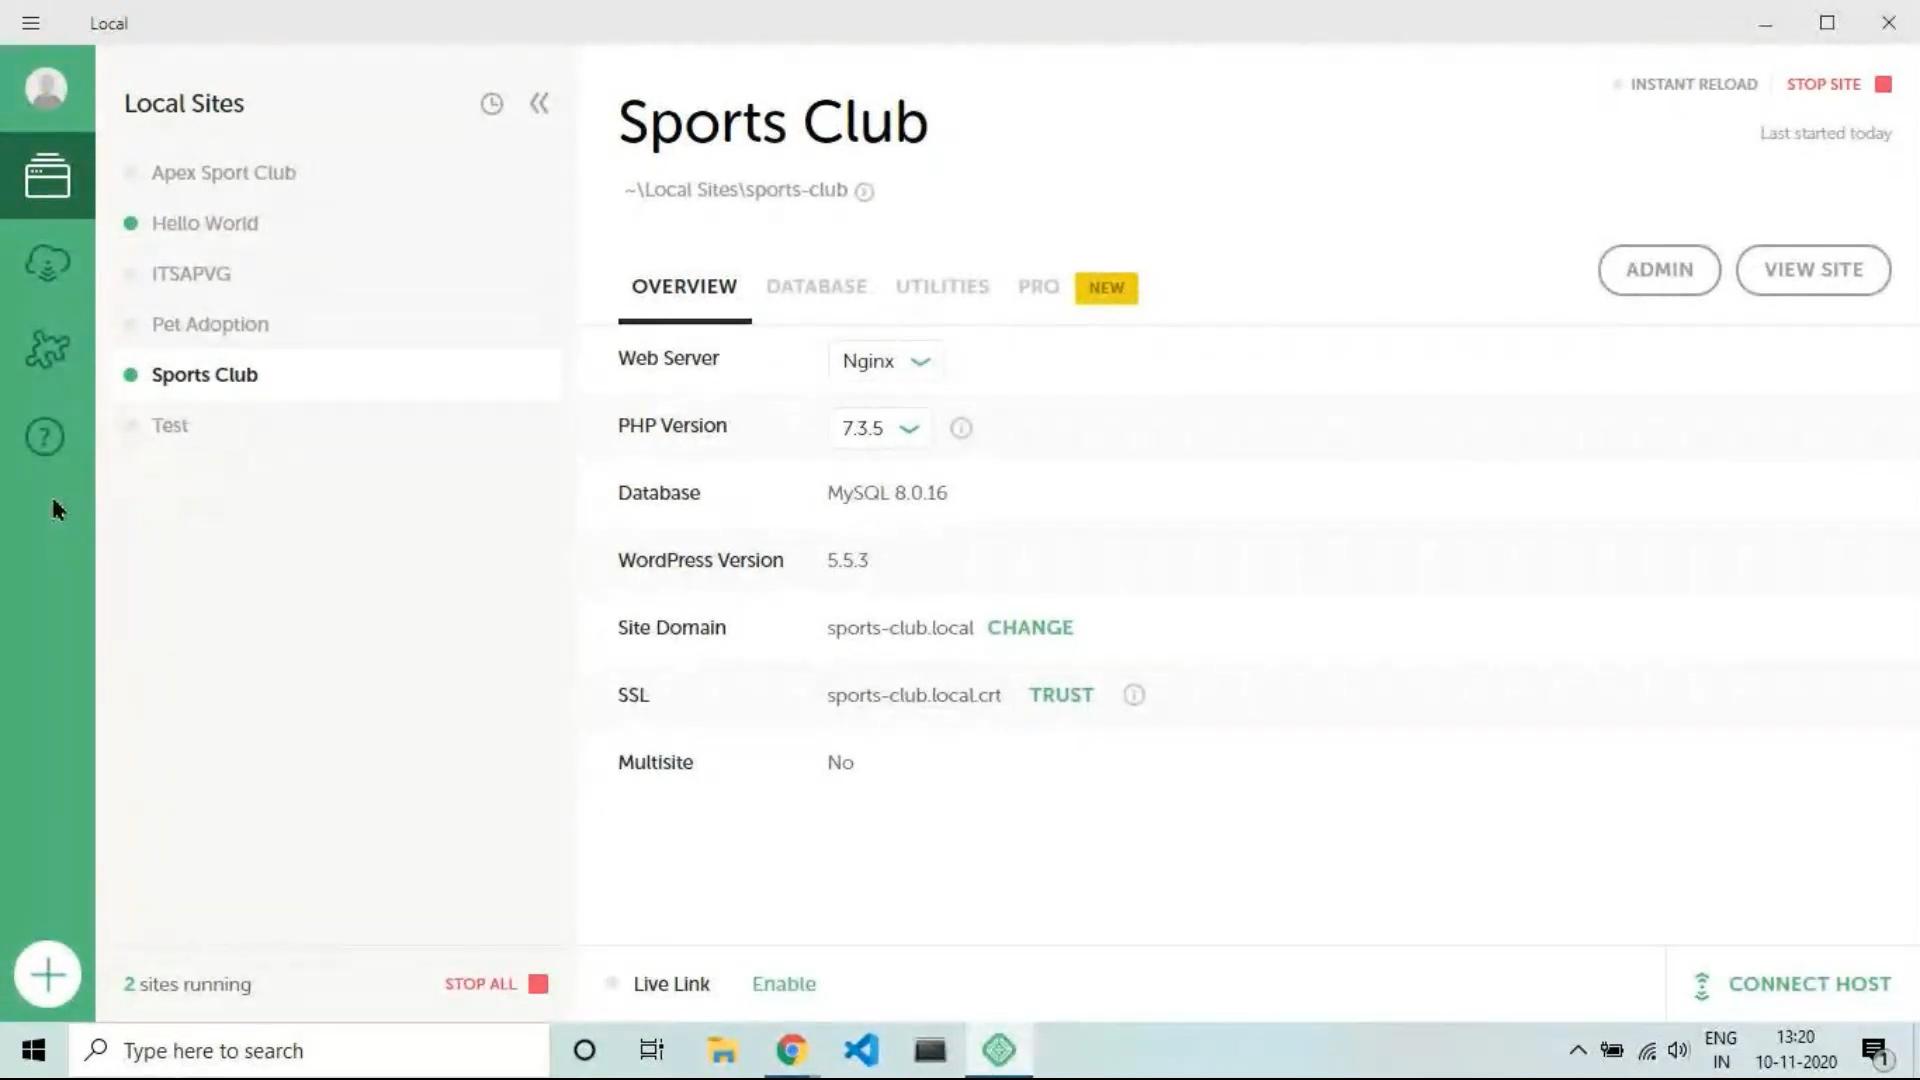 Local
Local Sites
Apex Sport Club
Hello World
ITSAPVG
Pet Adoption
Sports Club
Test
2 sites running
STOP ALL
Sports Club
~\Local Sites\sports-club
INSTANT RELOAD
STOP SITE
Last started today
OVERVIEW
DATABASE
UTILITIES
PRO
NEW
ADMIN
VIEW SITE
Web Server
Nginx
PHP Version
7.3.5
Database
MySQL 8.0.16
WordPress Version
5.5.3
Site Domain
sports-club.local CHANGE
SSL
sports-club.local.crt TRUST
Multisite
No
Live Link
Enable
CONNECT HOST
Type here to search
ENG
IN
13:20
10-11-2020
1